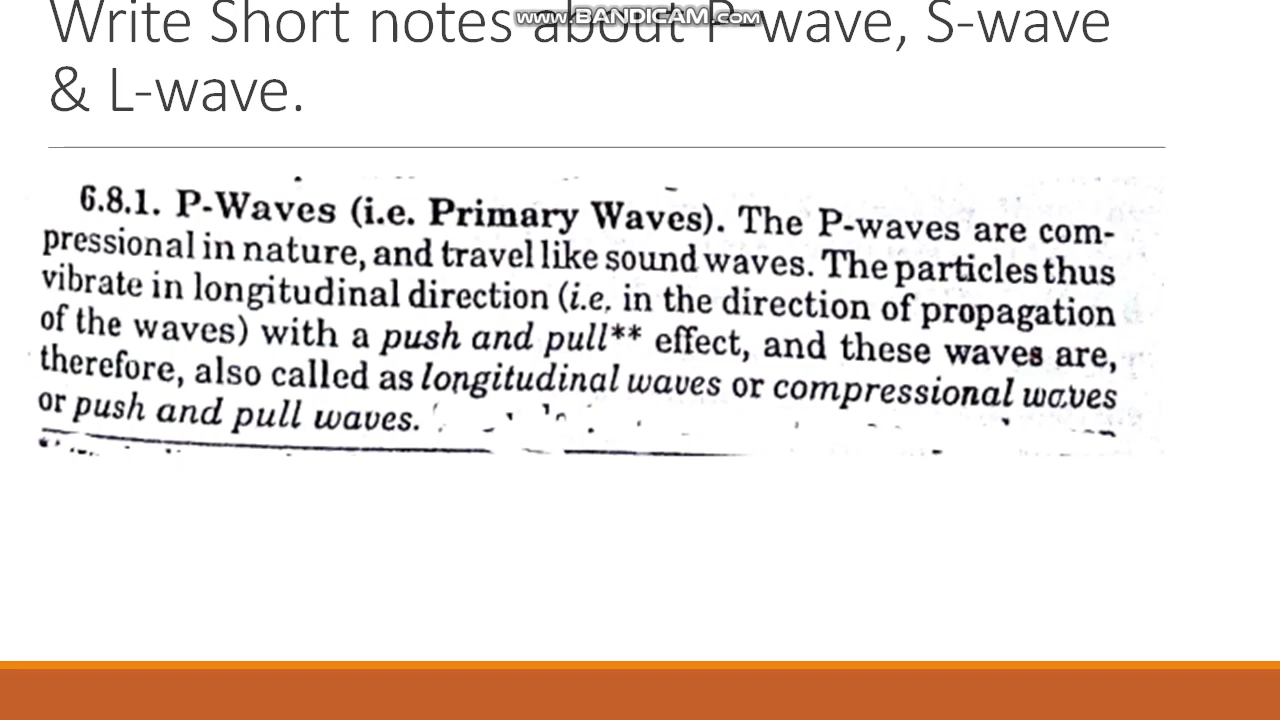 www.BANDICAM.com
Write Short notes about P-wave, S-wave
& L-wave.
6.8.1. P-Waves (i.e. Primary Waves). The P-waves are com-
pressional in nature, and travel like sound waves. The particles thus
vibrate in longitudinal direction (i.e. in the direction of propagation
of the waves) with a push and pull** effect, and these waves are,
therefore, also called as longitudinal waves or compressional waves
or push and pull waves.